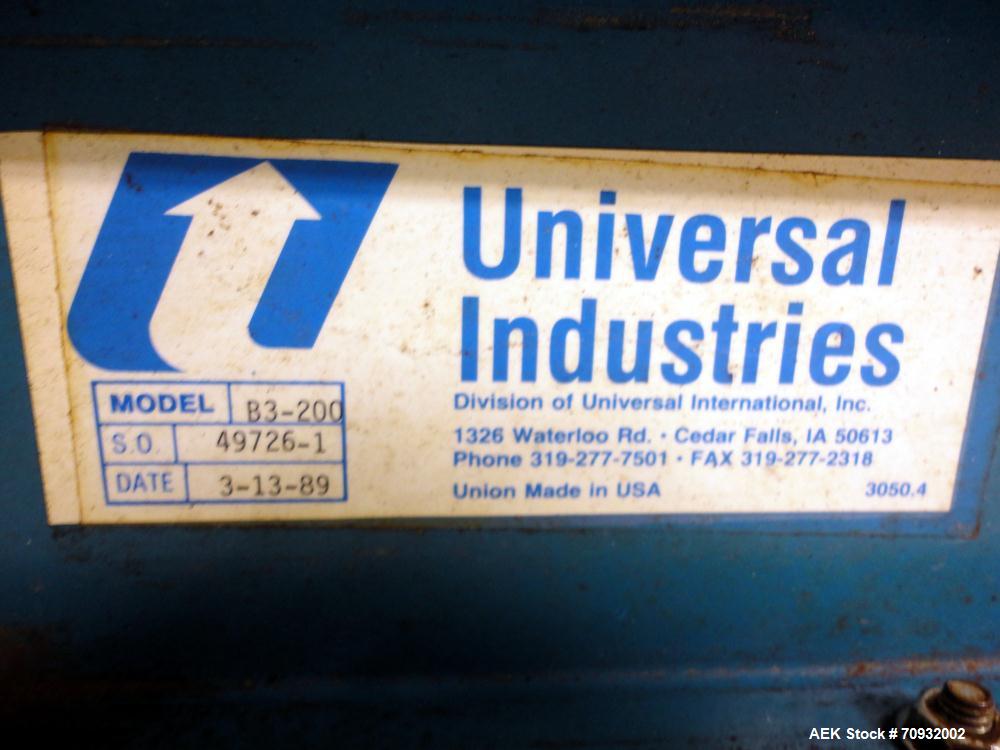 Universal
Industries
Division of Universal International, Inc.
1326 Waterloo Rd. • Cedar Falls, IA 50613
Phone 319-277-7501 • FAX 319-277-2318
Union Made in USA 3050.4
MODEL B3-200
S.O. 49726-1
DATE 3-13-89
AEK Stock # 70932002